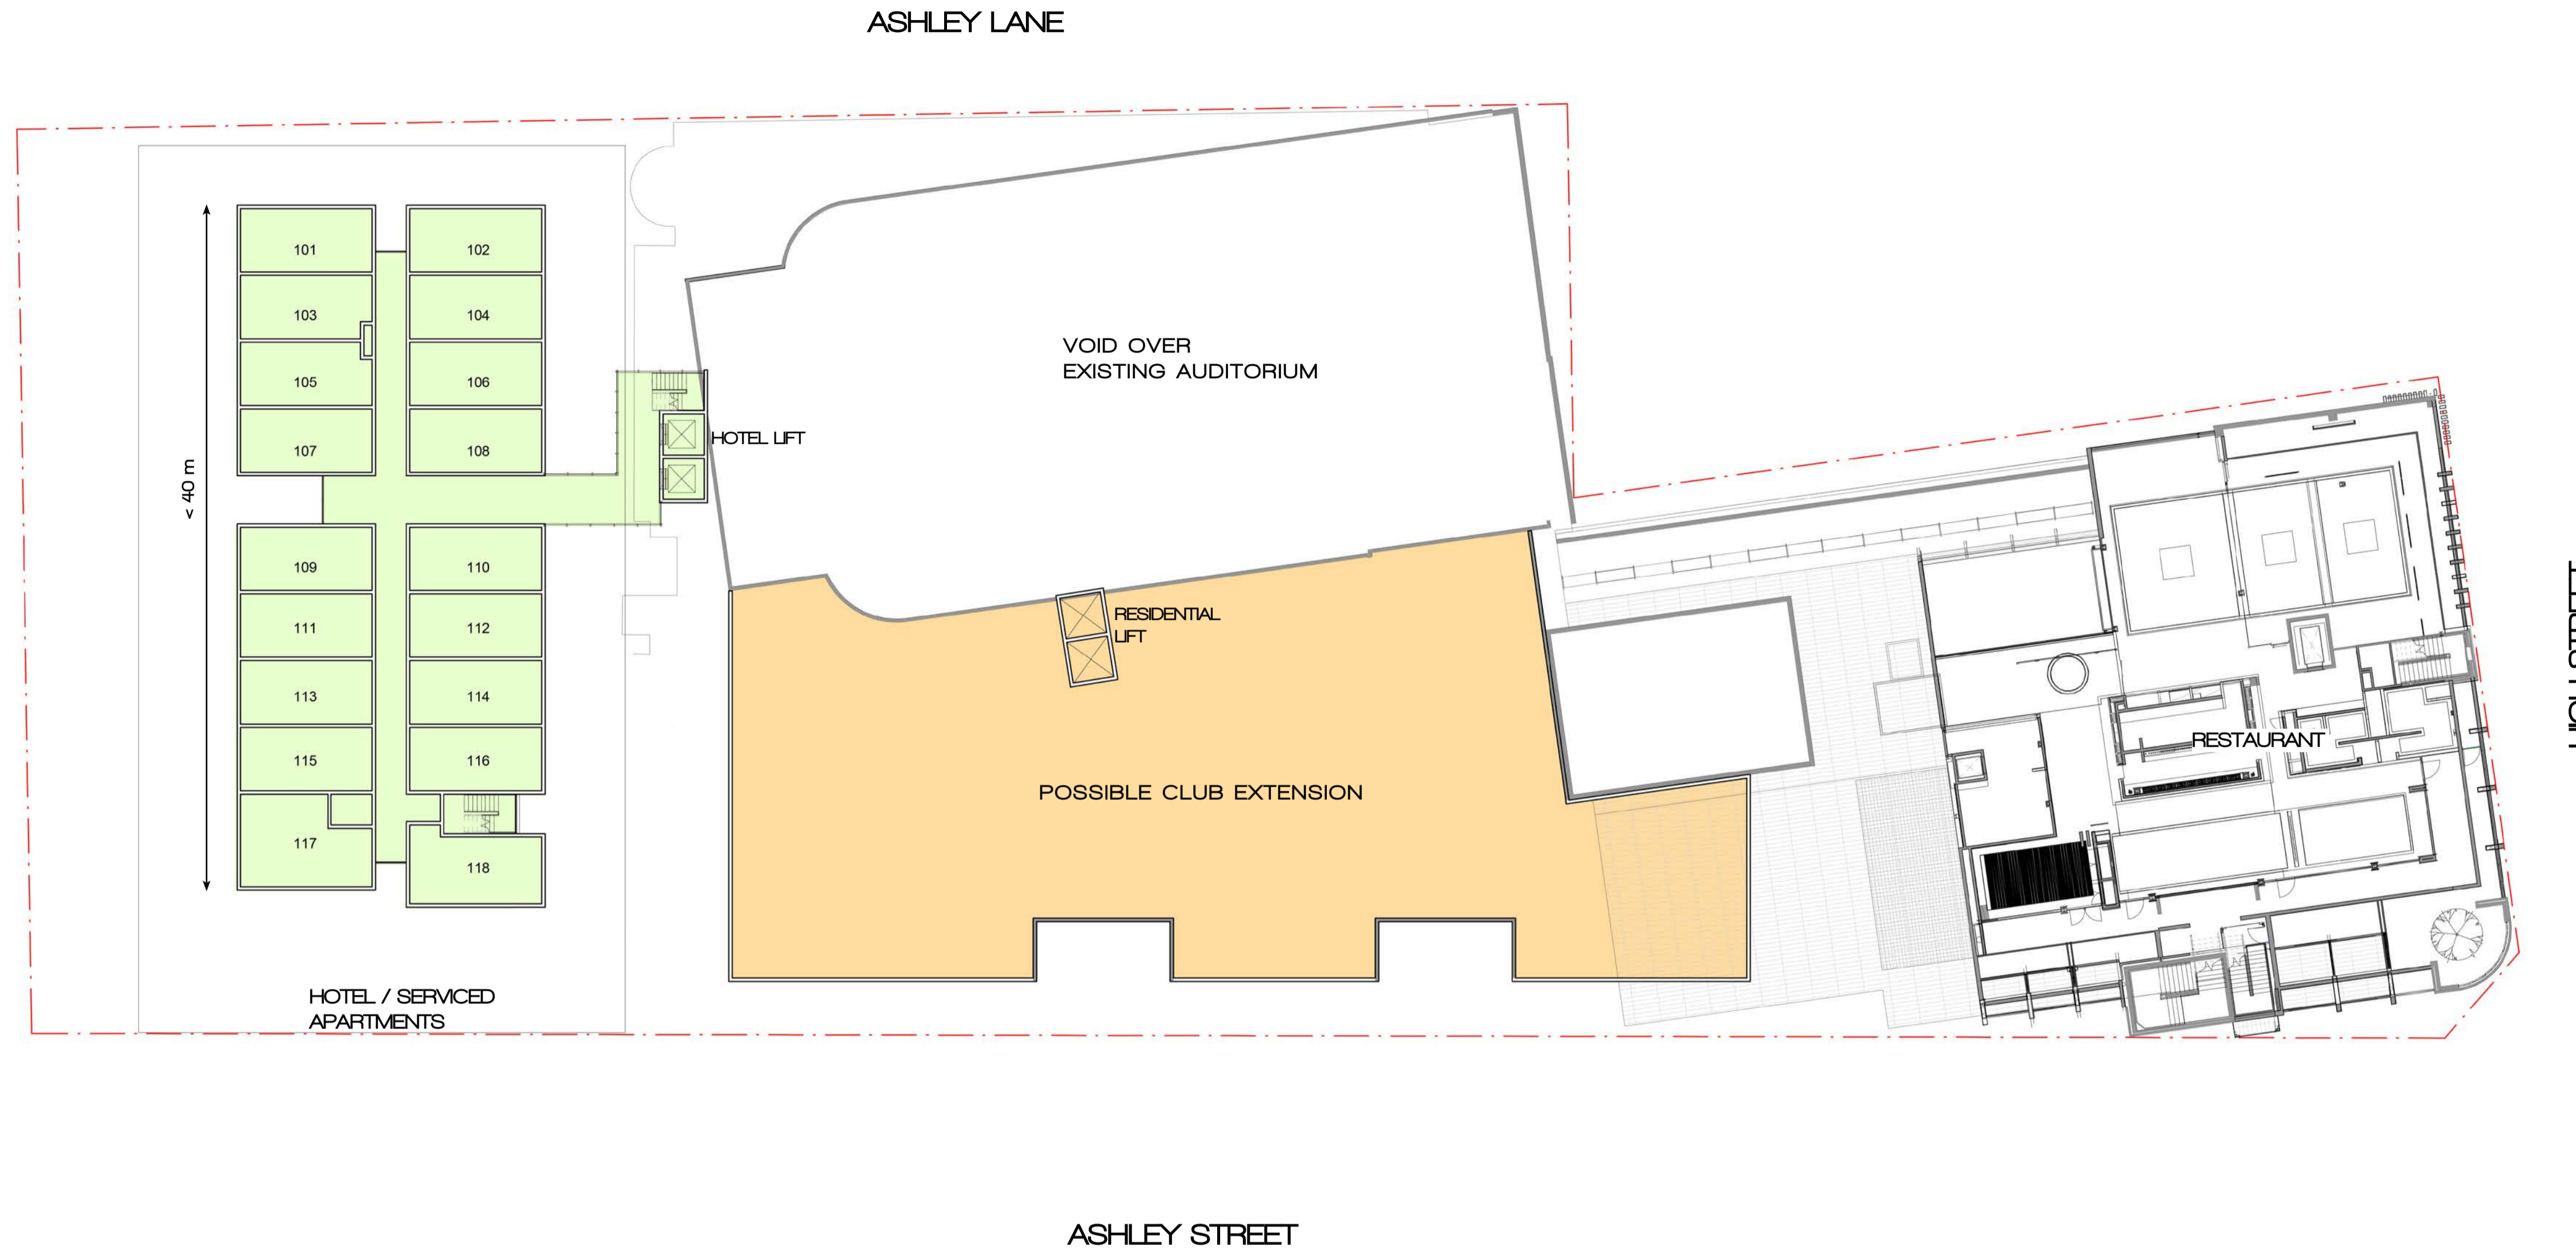 ASHLEY LANE
101
102
103
104
105
106
107
108
< 40 m
109
110
111
112
113
114
115
116
117
118
HOTEL / SERVICED
APARTMENTS
HOTEL LIFT
VOID OVER
EXISTING AUDITORIUM
RESIDENTIAL
LIFT
POSSIBLE CLUB EXTENSION
RESTAURANT
ASHLEY STREET